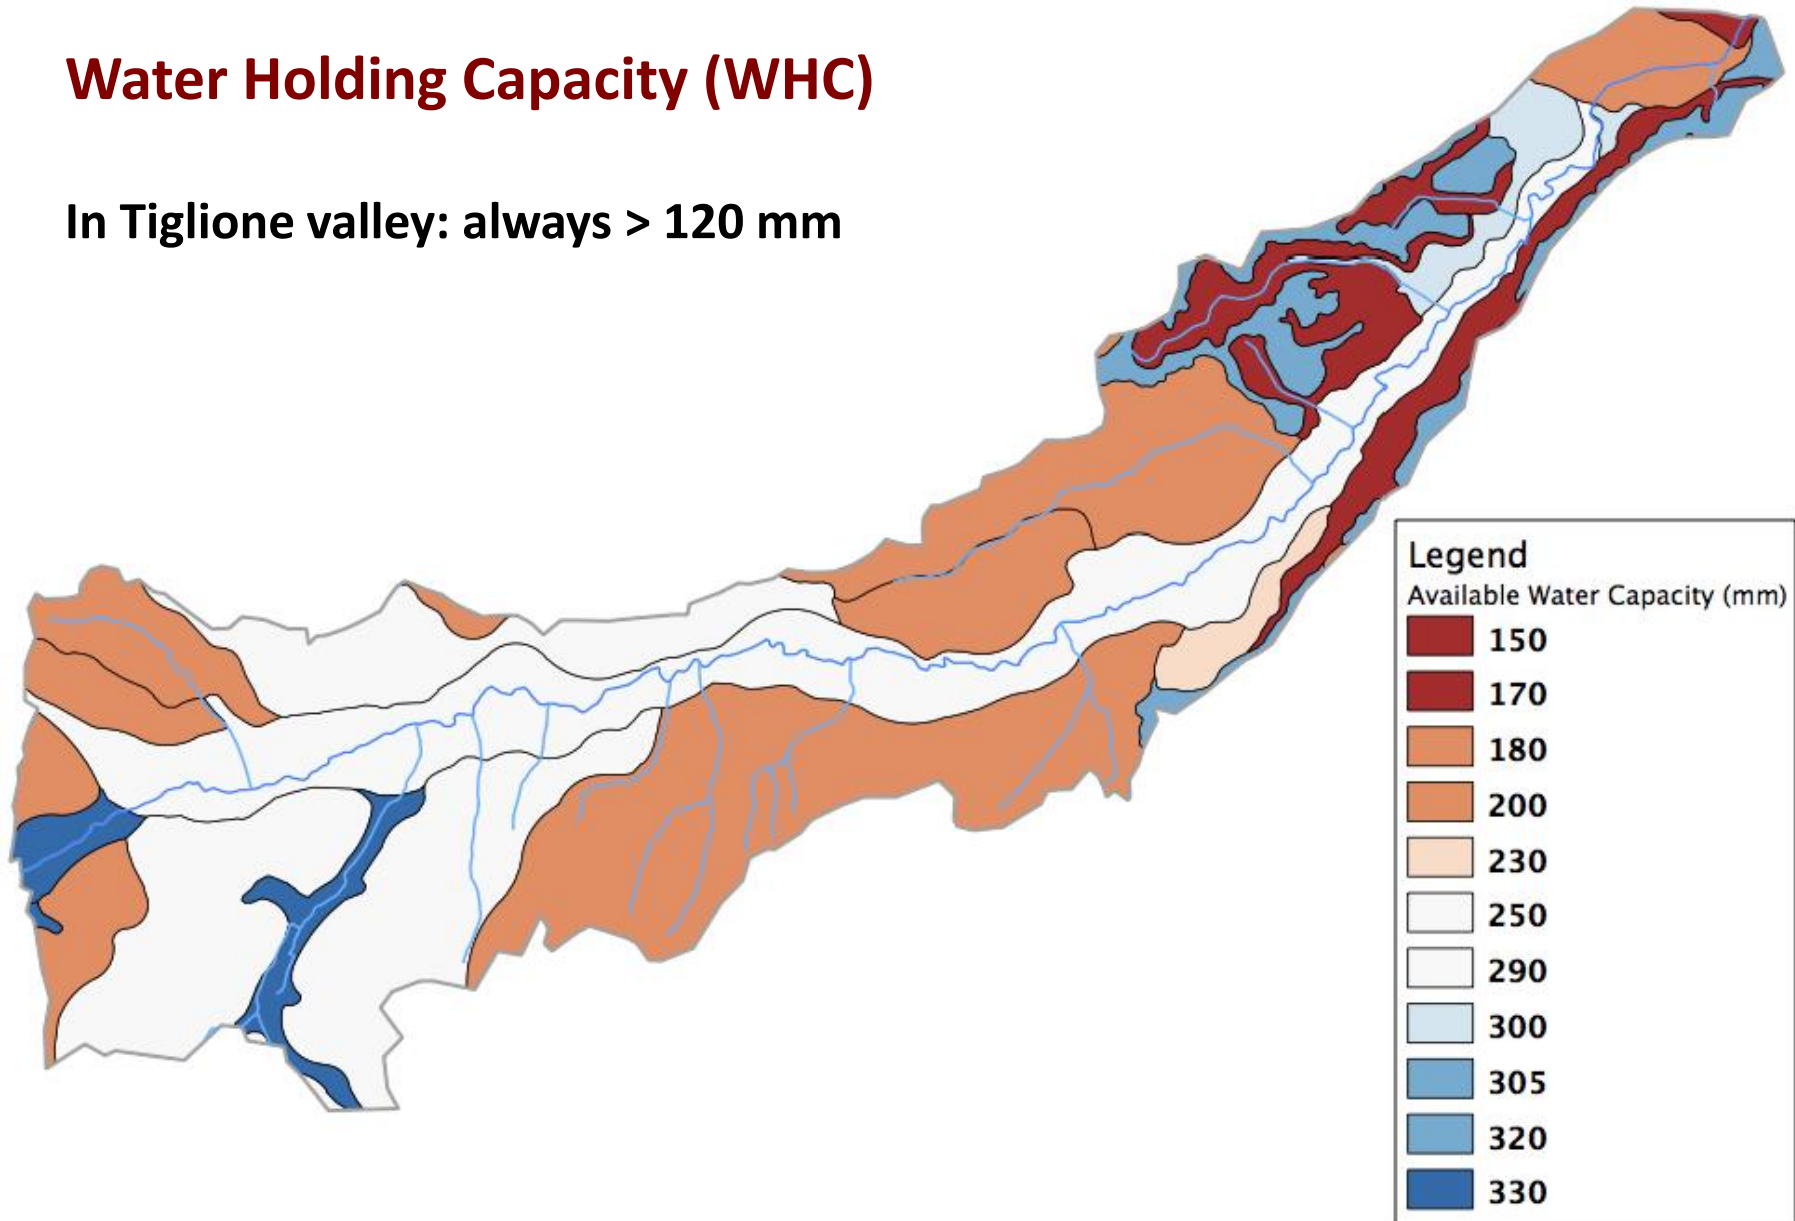 Water Holding Capacity (WHC)
In Tiglione valley: always > 120 mm
Legend
Available Water Capacity (mm)
150
170
180
200
230
250
290
300
305
320
330